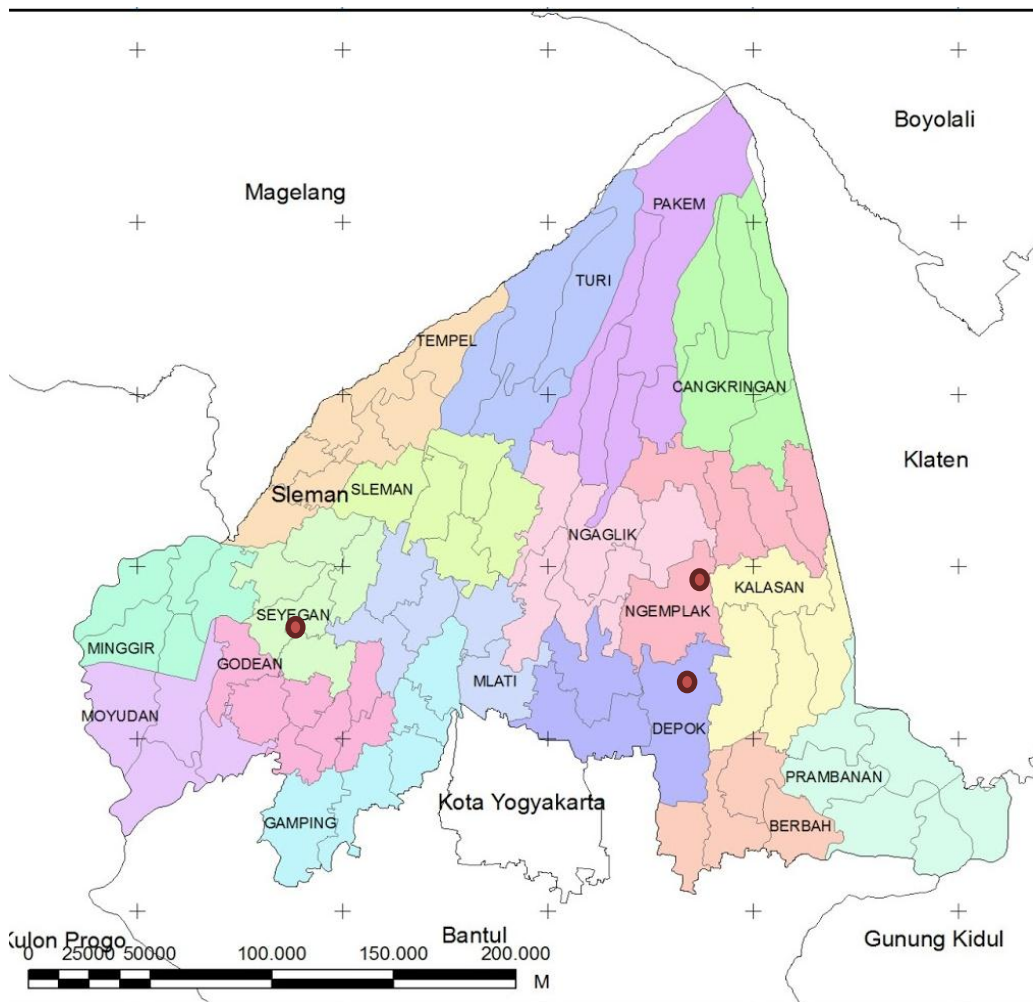 Boyolali
Magelang
PAKEM
TURI
TEMPEL
CANGKRINGAN
Klaten
Sleman
SLEMAN
NGAGLIK
KALASAN
SEYEGAN
NGEMPLAK
MINGGIR
GODEAN
MLATI
MOYUDAN
DEPOK
PRAMBANAN
Kota Yogyakarta
GAMPING
BERBAH
Kulon Progo
Bantul
Gunung Kidul
0 25000 50000 100.000 150.000 200.000
M